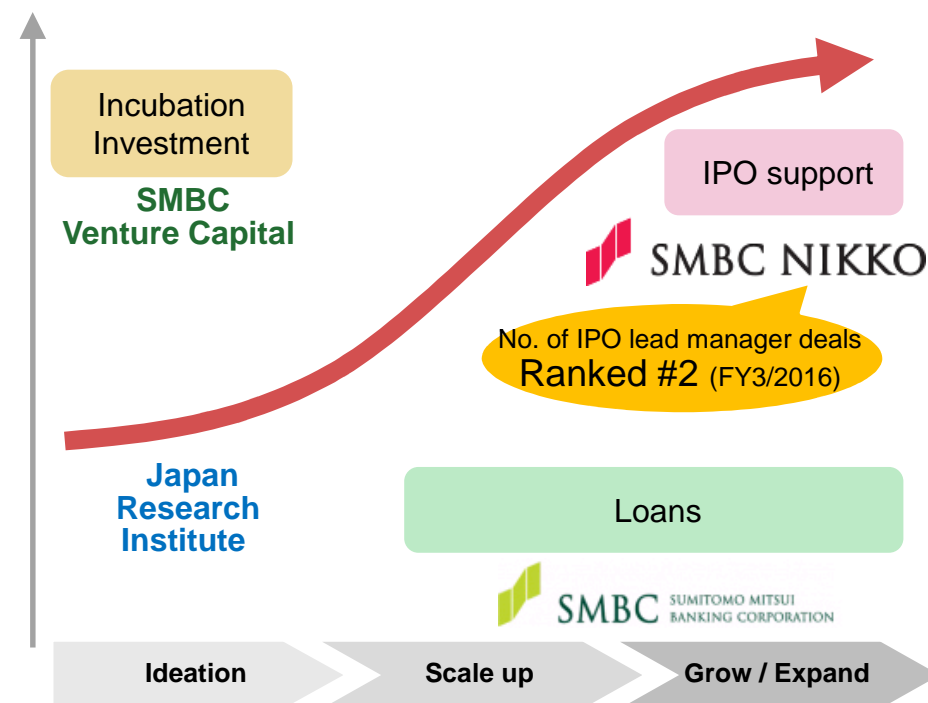 Incubation
Investment
SMBC
Venture Capital
IPO support
SMBC NIKKO
No. of IPO lead manager deals
Ranked #2 (FY3/2016)
Japan
Research
Institute
Loans
SMBC SUMITOMO MITSUI
BANKING CORPORATION
Ideation
Scale up
Grow / Expand